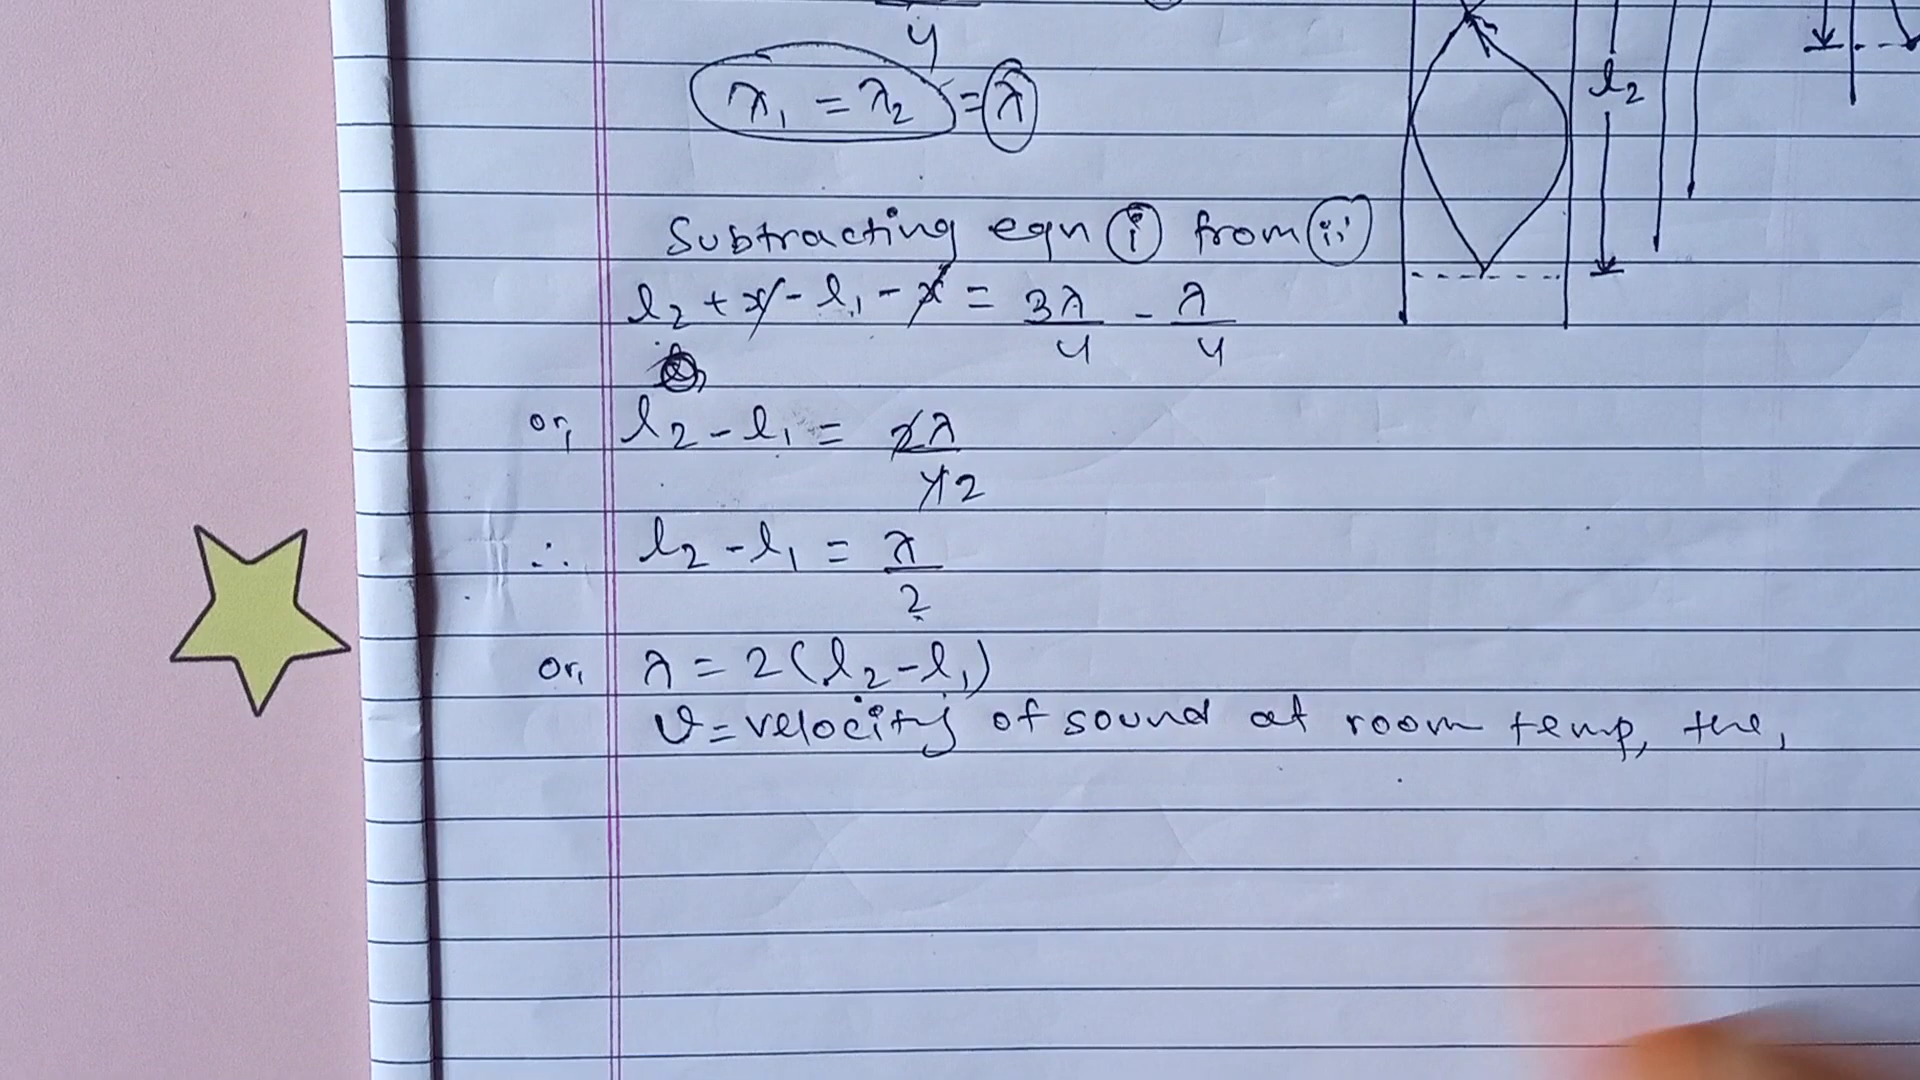 4
λ₁ = λ₂ = λ
l₂
Subtracting eqn (i) from (ii)
l₂ + x - l₁ - x = 3λ/4 - λ/4
or, l₂ - l₁ = 2λ/4 2
∴ l₂ - l₁ = λ/2
or, λ = 2(l₂ - l₁)
v = velocity of sound at room temp, the,